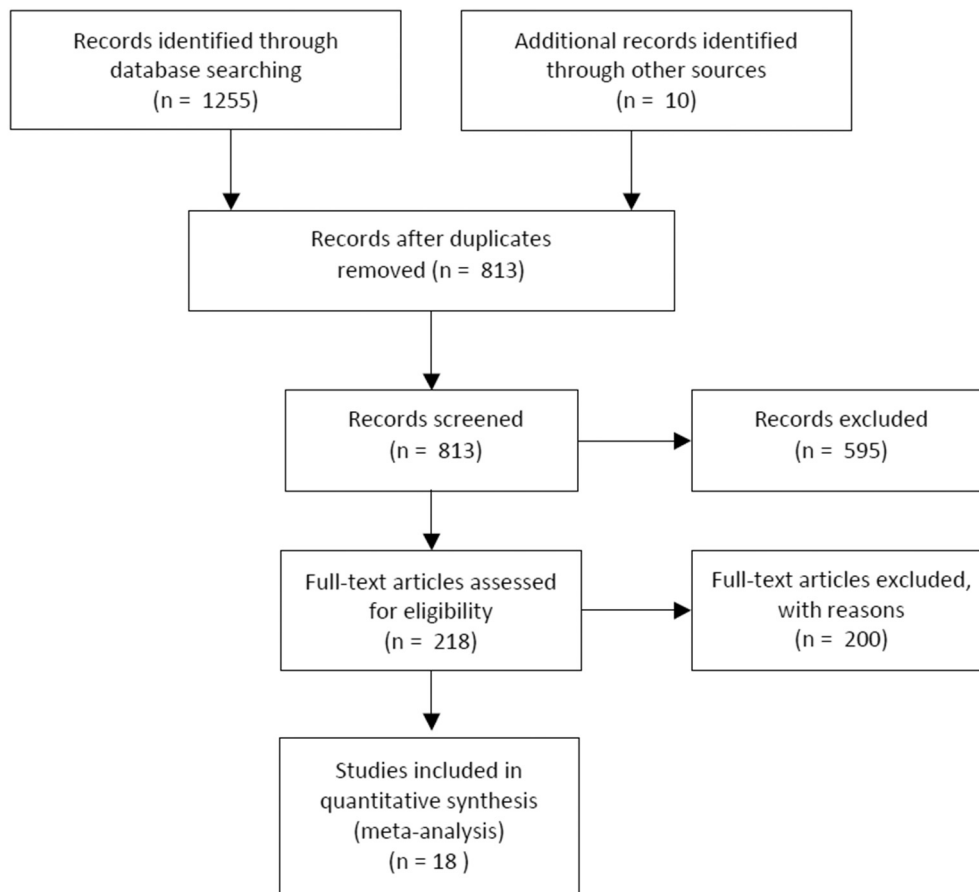 Records identified through
database searching
(n =  1255)
Additional records identified
through other sources
(n =  10)
Records after duplicates
removed (n =  813)
Records screened
(n =  813)
Records excluded
(n =  595)
Full-text articles assessed
for eligibility
(n =  218)
Full-text articles excluded,
with reasons
(n =  200)
Studies included in
quantitative synthesis
(meta-analysis)
(n = 18 )